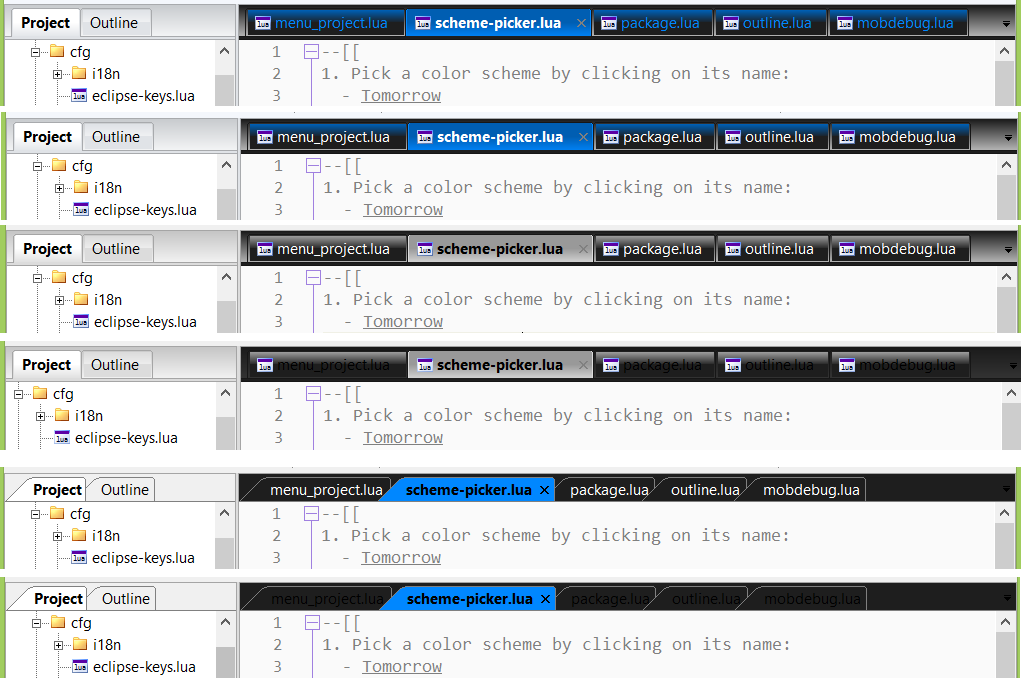 Project Outline menu_project.lua scheme-picker.lua × package.lua outline.lua mobdebug.lua
cfg 1 --[[
i18n 2 1. Pick a color scheme by clicking on its name:
eclipse-keys.lua 3 - Tomorrow
Project Outline menu_project.lua scheme-picker.lua × package.lua outline.lua mobdebug.lua
cfg 1 --[[
i18n 2 1. Pick a color scheme by clicking on its name:
eclipse-keys.lua 3 - Tomorrow
Project Outline menu_project.lua scheme-picker.lua × package.lua outline.lua mobdebug.lua
cfg 1 --[[
i18n 2 1. Pick a color scheme by clicking on its name:
eclipse-keys.lua 3 - Tomorrow
Project Outline menu_project.lua scheme-picker.lua × package.lua outline.lua mobdebug.lua
cfg 1 --[[
i18n 2 1. Pick a color scheme by clicking on its name:
eclipse-keys.lua 3 - Tomorrow
Project Outline menu_project.lua scheme-picker.lua × package.lua outline.lua mobdebug.lua
cfg 1 --[[
i18n 2 1. Pick a color scheme by clicking on its name:
eclipse-keys.lua 3 - Tomorrow
Project Outline menu_project.lua scheme-picker.lua × package.lua outline.lua mobdebug.lua
cfg 1 --[[
i18n 2 1. Pick a color scheme by clicking on its name:
eclipse-keys.lua 3 - Tomorrow